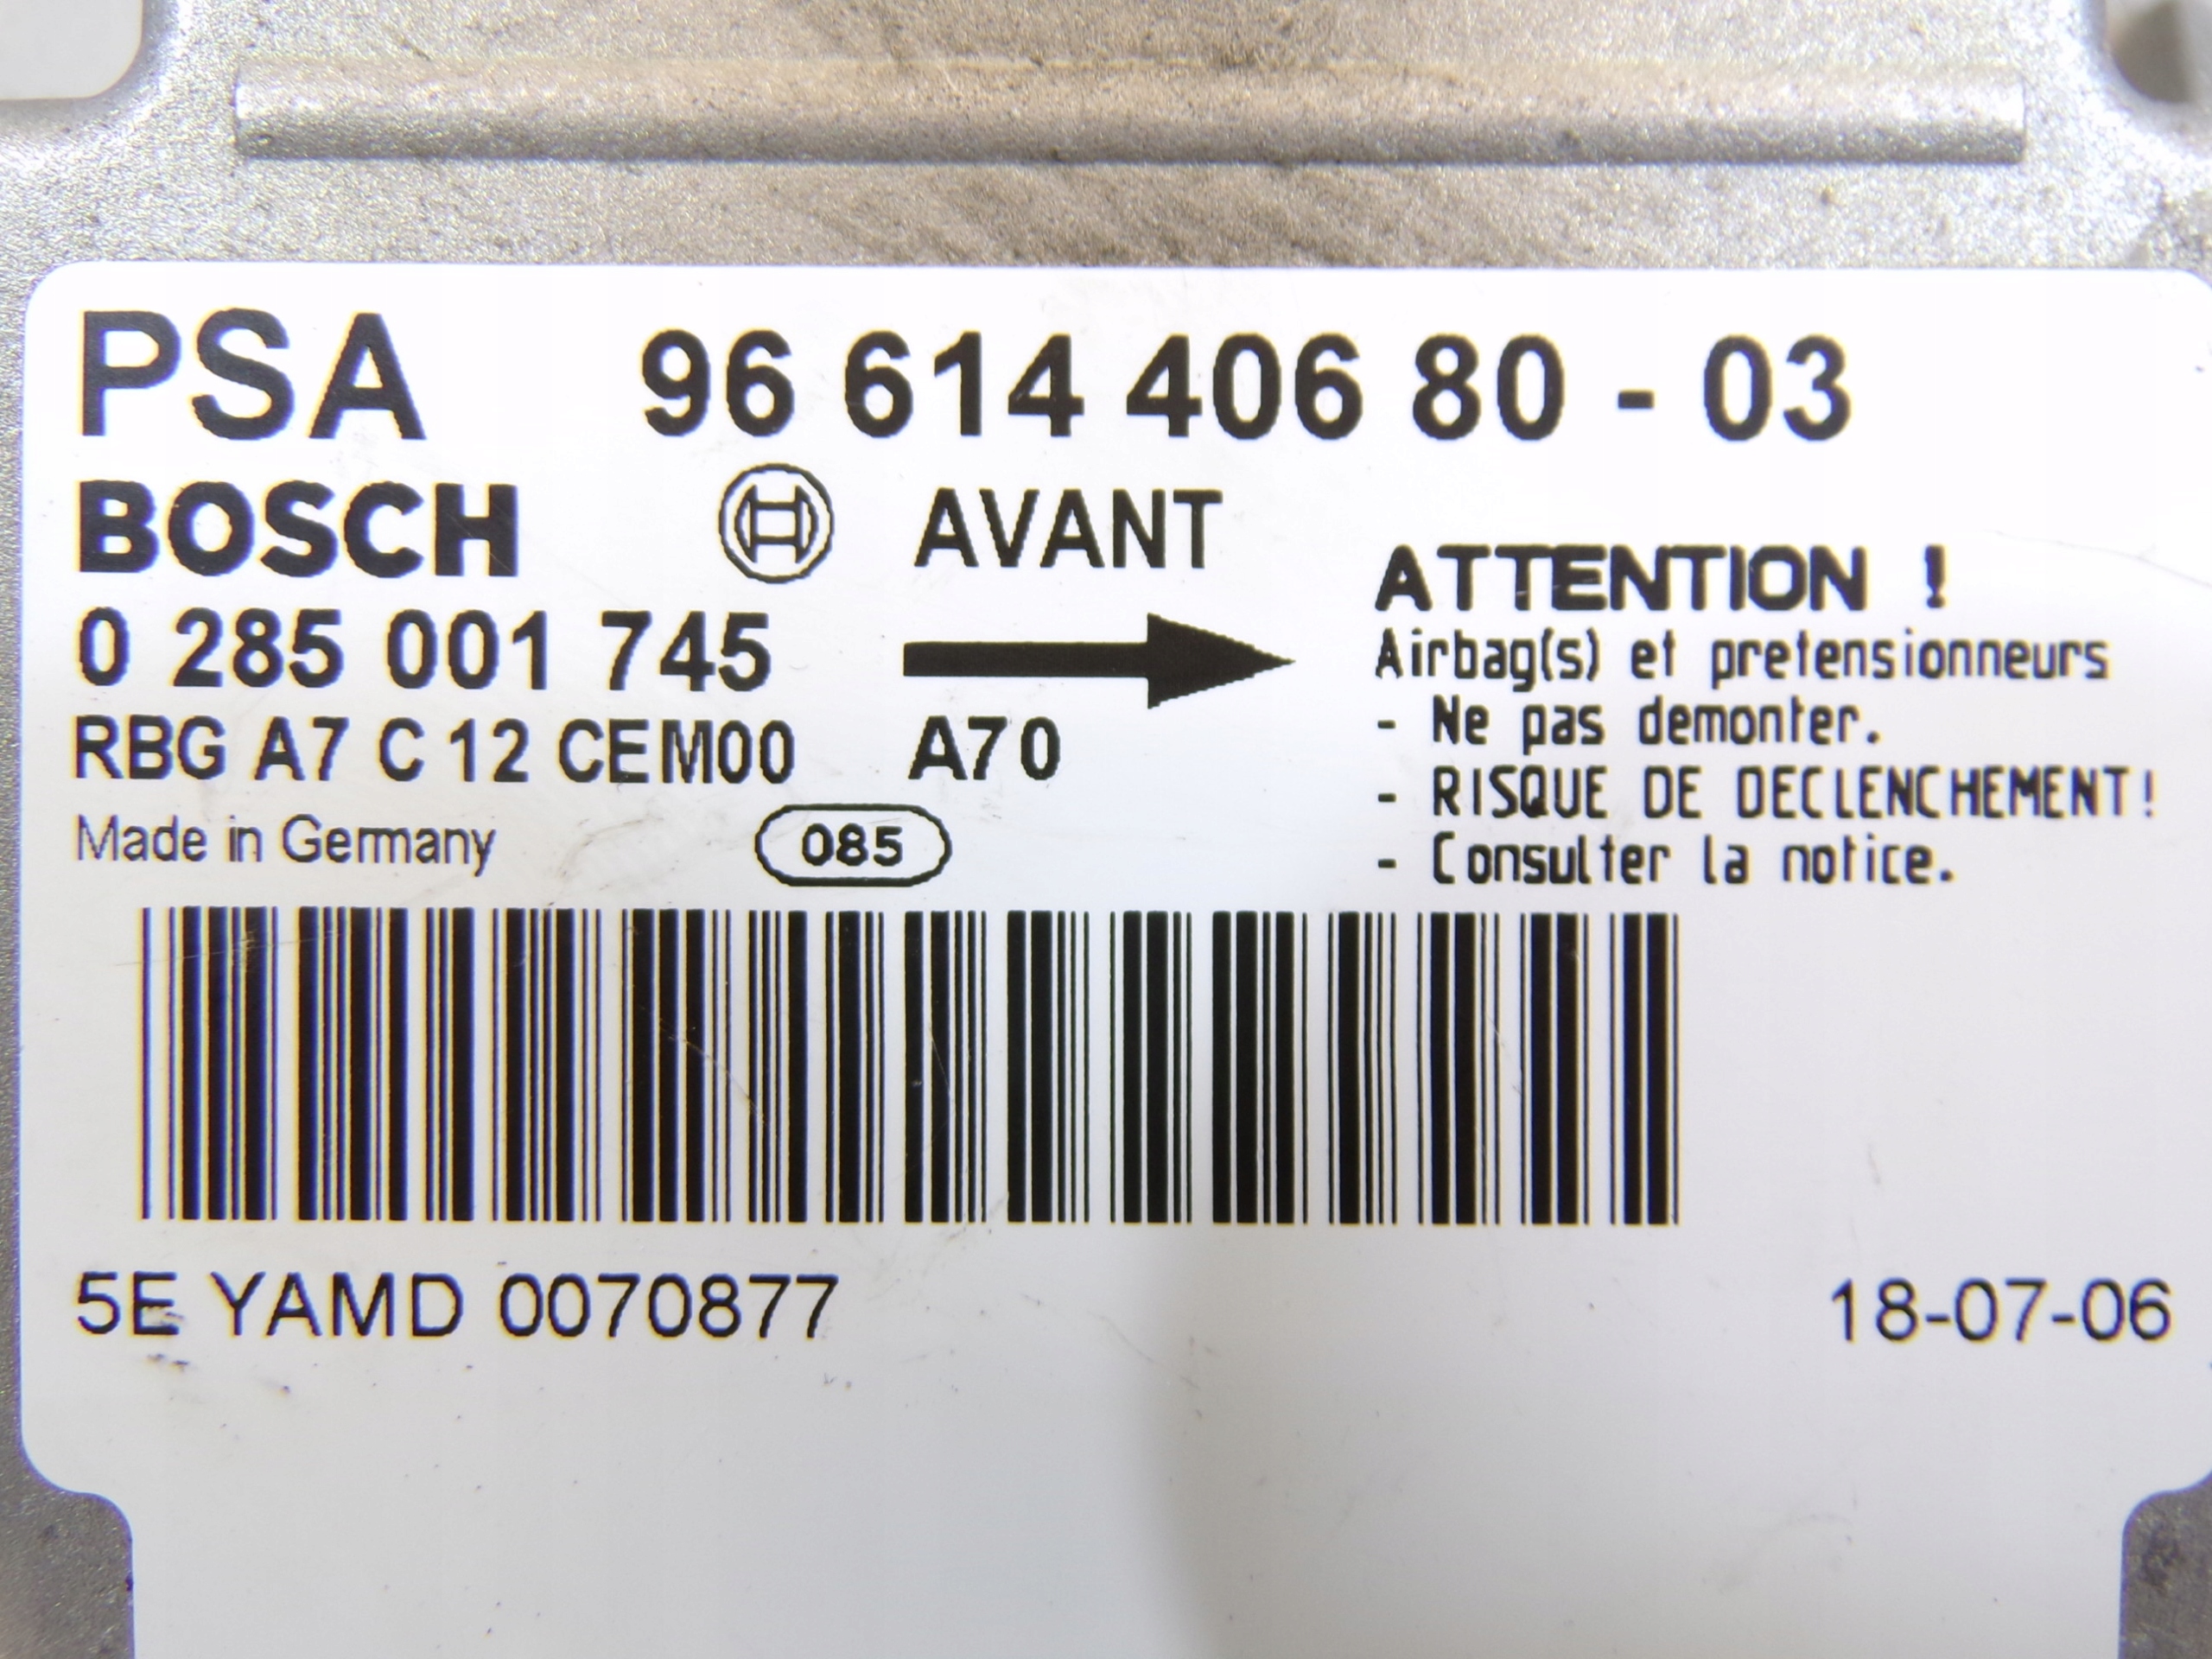 PSA 96 614 406 80 - 03
BOSCH AVANT
ATTENTION !
0 285 001 745
Airbag(s) et pretensionneurs
- Ne pas demonter.
RBG A7 C 12 CEM00 A70
- RISQUE DE DECLENCHEMENT!
Made in Germany 085
- Consulter la notice.
5E YAMD 0070877 18-07-06